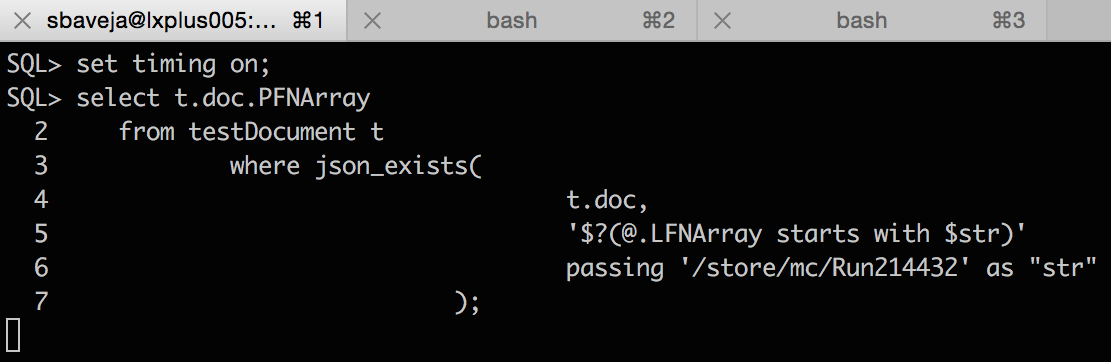 sbaveja@lxplus005:... ⌘1 bash ⌘2 bash ⌘3
SQL> set timing on;
SQL> select t.doc.PFNArray
2 from testDocument t
3 where json_exists(
4 t.doc,
5 '$?(@.LFNArray starts with $str)'
6 passing '/store/mc/Run214432' as "str"
7 );